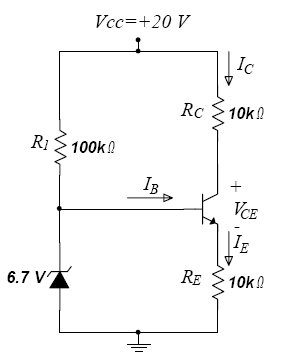 Vcc=+20 V
IC
RC 10kΩ
R1 100kΩ
IB
+
VCE
-
IE
6.7 V
RE 10kΩ